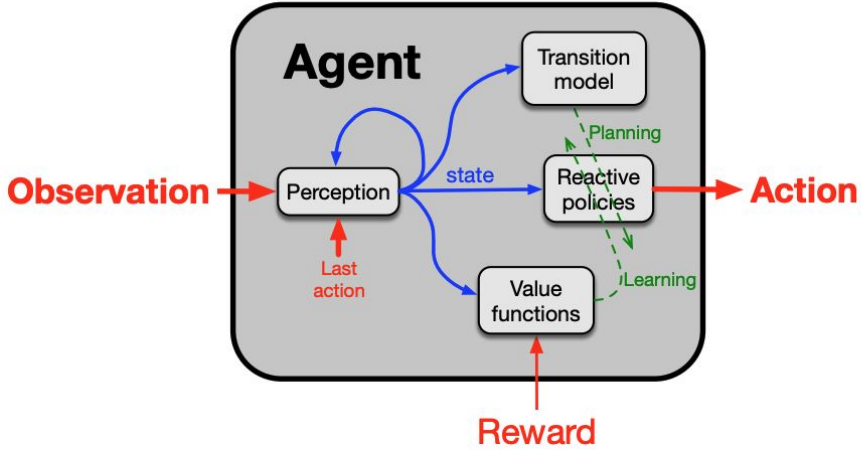 Agent
Transition
model
Planning
Observation
Perception
state
Reactive
policies
Action
Last
action
Value
functions
Learning
Reward